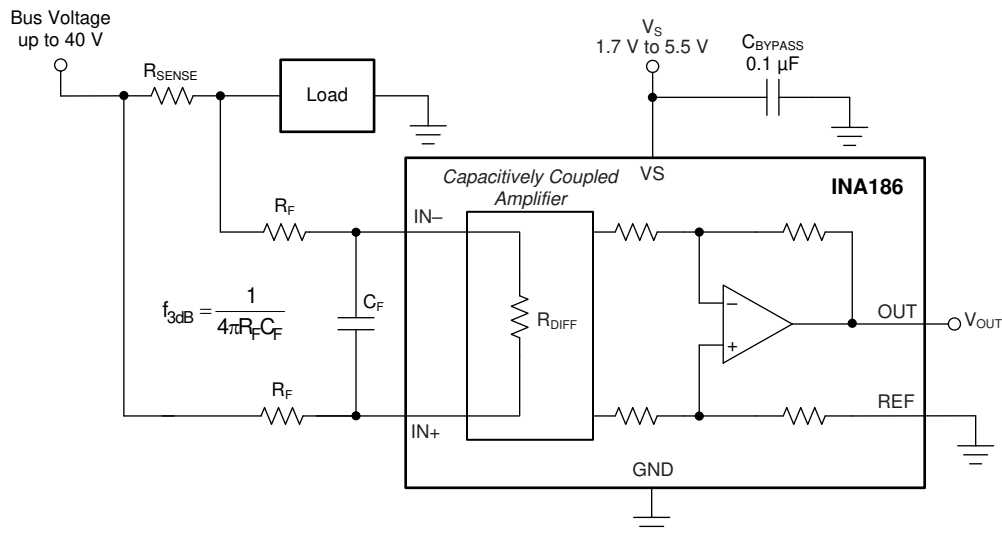 Bus Voltage
up to 40 V
R_SENSE
Load
V_S
1.7 V to 5.5 V
C_BYPASS
0.1 µF
Capacitively Coupled
Amplifier
VS
INA186
R_F
IN–
f_3dB = 1 / 4πR_FC_F
C_F
R_DIFF
–
+
OUT
V_OUT
R_F
IN+
REF
GND